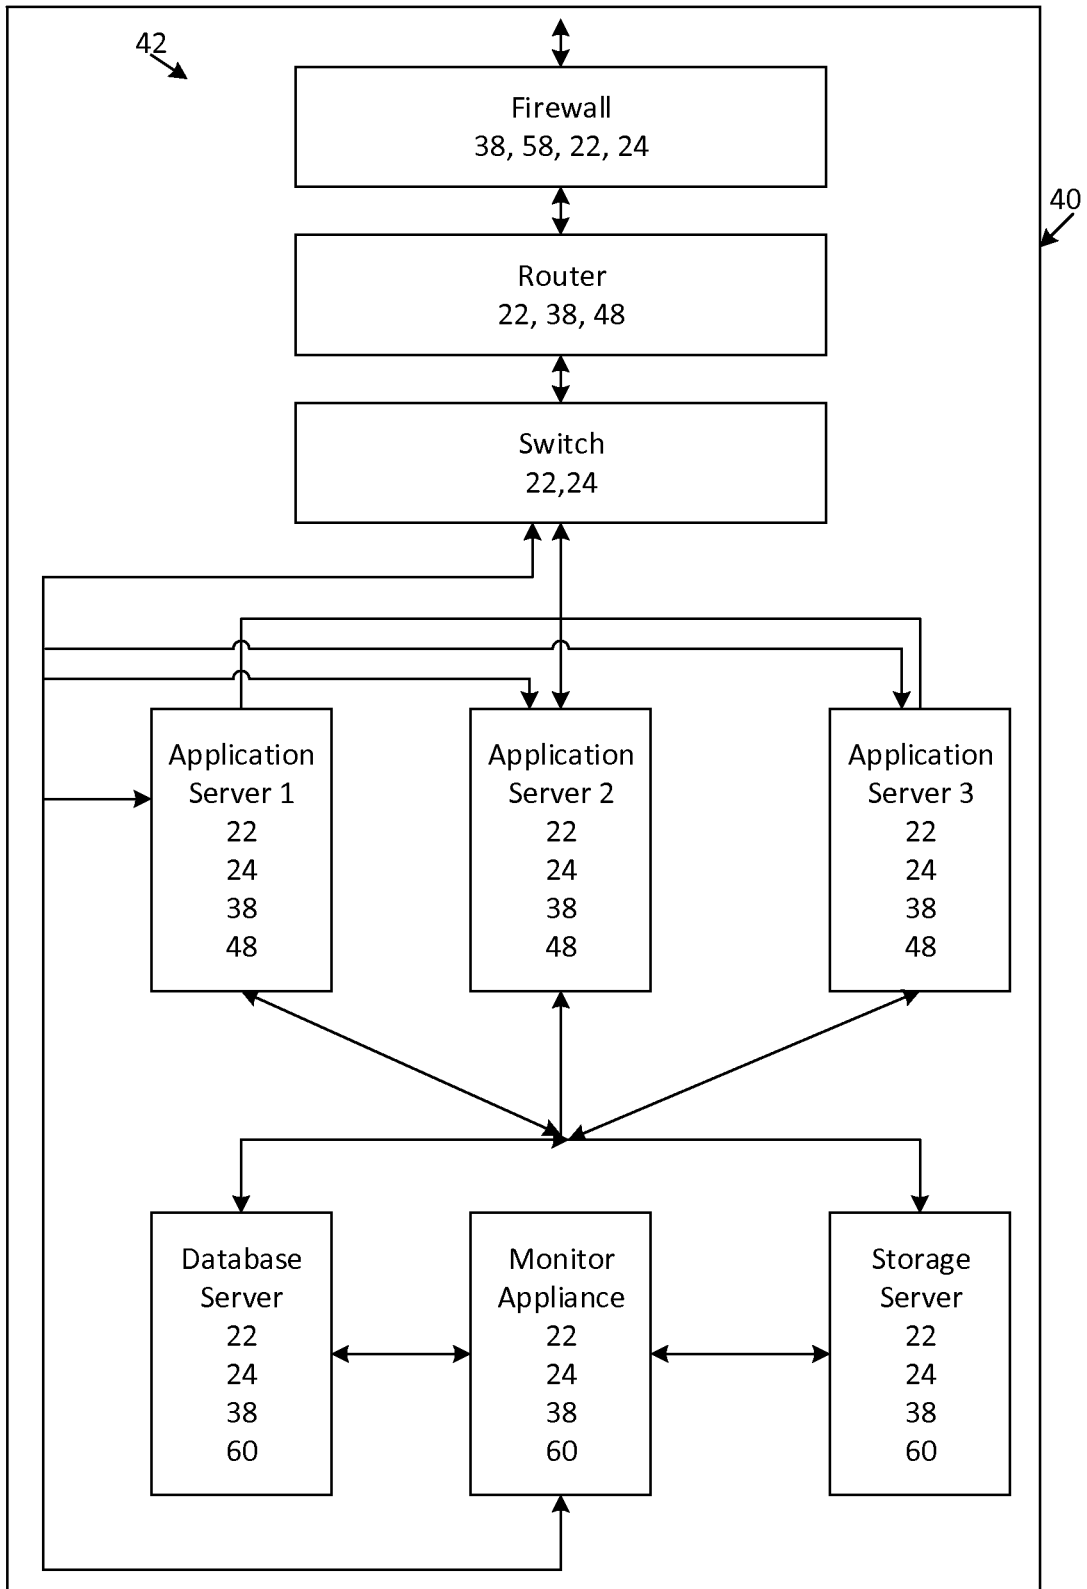 42
Firewall
38, 58, 22, 24
40
Router
22, 38, 48
Switch
22,24
Application
Server 1
22
24
38
48
Application
Server 2
22
24
38
48
Application
Server 3
22
24
38
48
Database
Server
22
24
38
60
Monitor
Appliance
22
24
38
60
Storage
Server
22
24
38
60